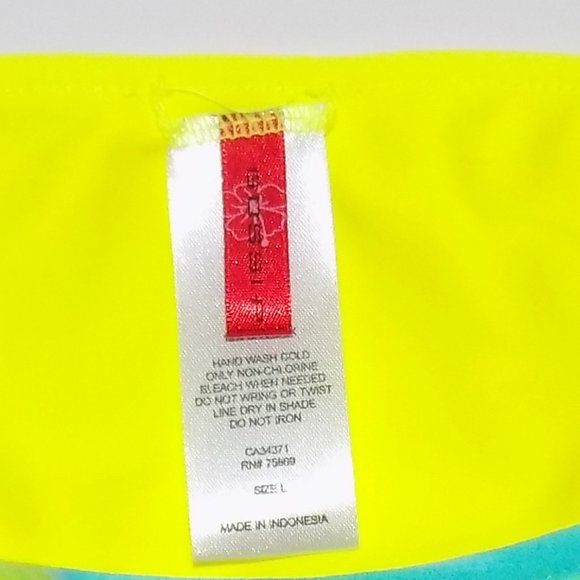 HAND WASH COLD
ONLY NON-CHLORINE
BLEACH WHEN NEEDED
DO NOT WRING OR TWIST
LINE DRY IN SHADE
DO NOT IRON
CA34371
RN# 75899
SIZE L
MADE IN INDONESIA